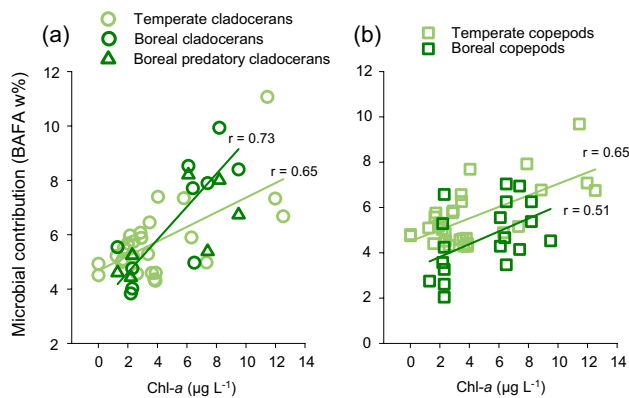 (a)
Temperate cladocerans
Boreal cladocerans
Boreal predatory cladocerans
(b)
Temperate copepods
Boreal copepods
Microbial contribution (BAFA w%)
12
10
8
6
4
2
r = 0.73
r = 0.65
0 2 4 6 8 10 12 14
Chl-a (µg L⁻¹)
12
10
8
6
4
2
0
r = 0.65
r = 0.51
0 2 4 6 8 10 12 14
Chl-a (µg L⁻¹)